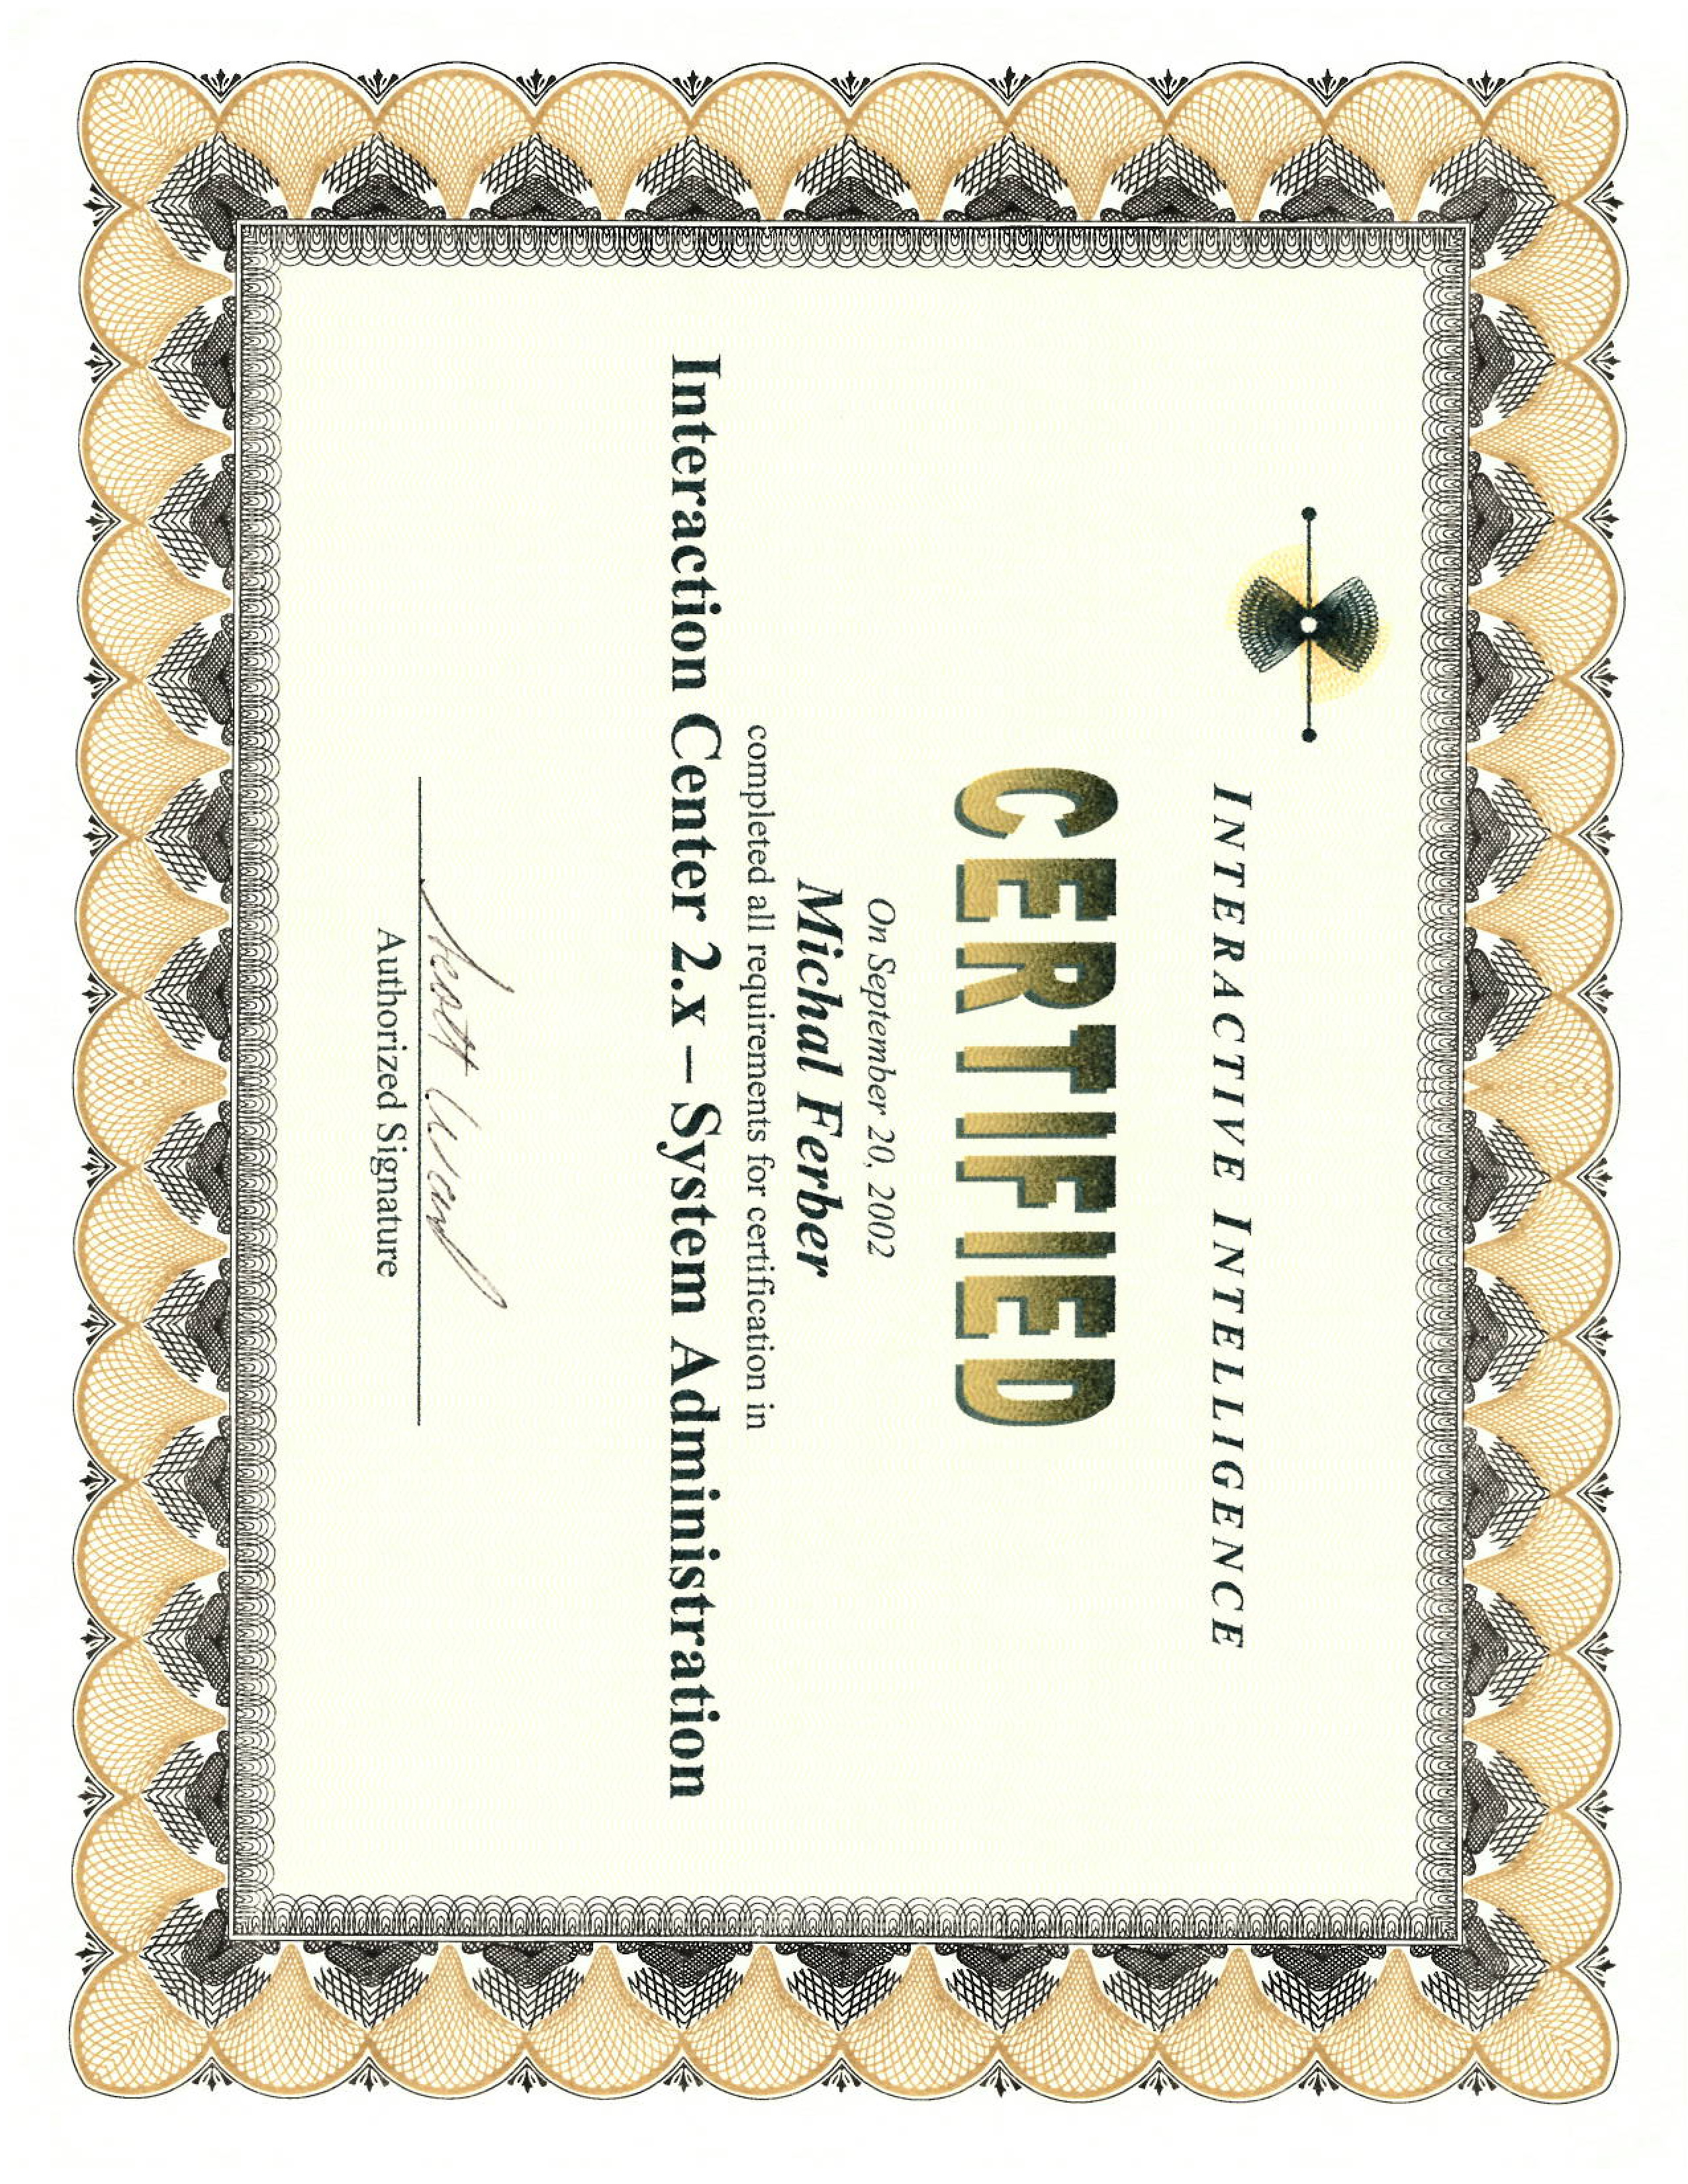 INTERACTIVE INTELLIGENCE
CERTIFIED
On September 20, 2002
Michal Ferber
completed all requirements for certification in
Interaction Center 2.x – System Administration
Scott Ward
Authorized Signature